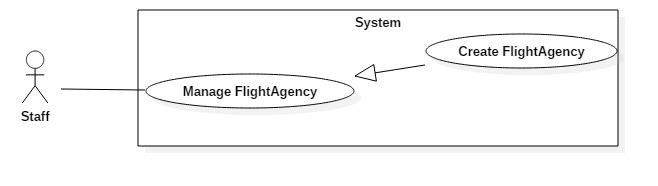 System
Create FlightAgency
Manage FlightAgency
Staff